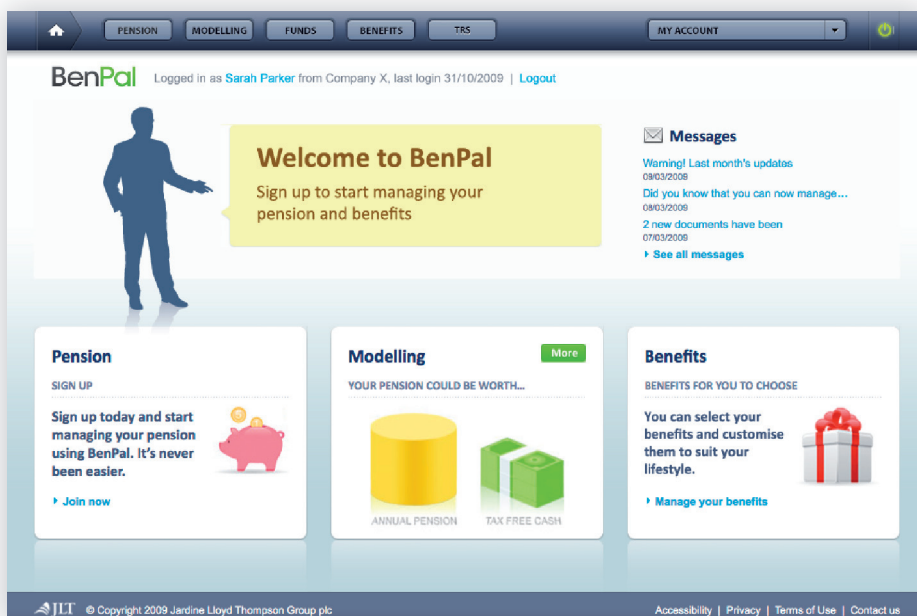 PENSION
MODELLING
FUNDS
BENEFITS
TRS
MY ACCOUNT
BenPal
Logged in as Sarah Parker from Company X, last login 31/10/2009 | Logout
Welcome to BenPal
Sign up to start managing your
pension and benefits
Messages
Warning! Last month's updates
09/03/2009
Did you know that you can now manage...
08/03/2009
2 new documents have been
07/03/2009
See all messages
Pension
SIGN UP
Sign up today and start
managing your pension
using BenPal. It's never
been easier.
Join now
Modelling
More
YOUR PENSION COULD BE WORTH...
ANNUAL PENSION
TAX FREE CASH
Benefits
BENEFITS FOR YOU TO CHOOSE
You can select your
benefits and customise
them to suit your
lifestyle.
Manage your benefits
JLT © Copyright 2009 Jardine Lloyd Thompson Group plc
Accessibility | Privacy | Terms of Use | Contact us